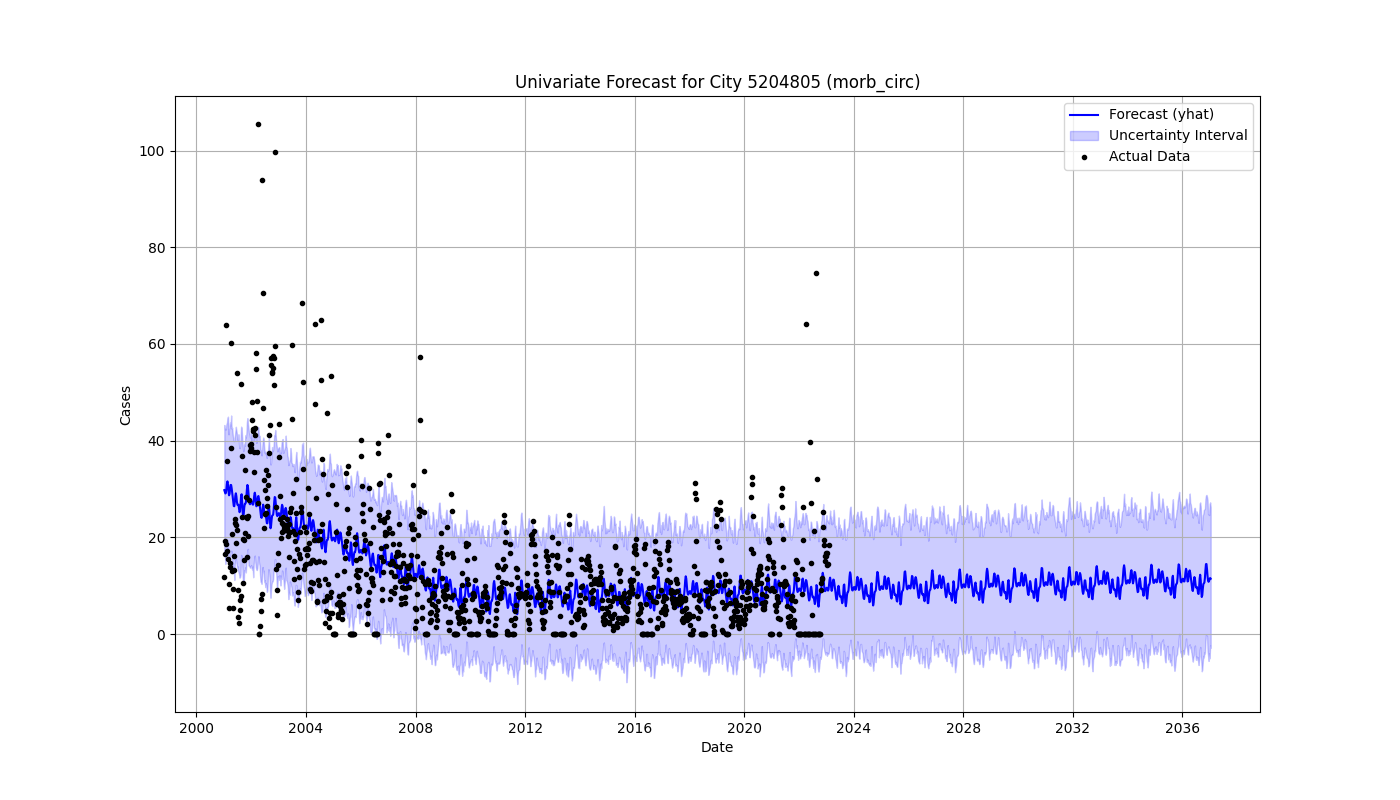 Univariate Forecast for City 5204805 (morb_circ)
Forecast (yhat)
Uncertainty Interval
Actual Data
Cases
100
80
60
40
20
0
2000 2004 2008 2012 2016 2020 2024 2028 2032 2036
Date